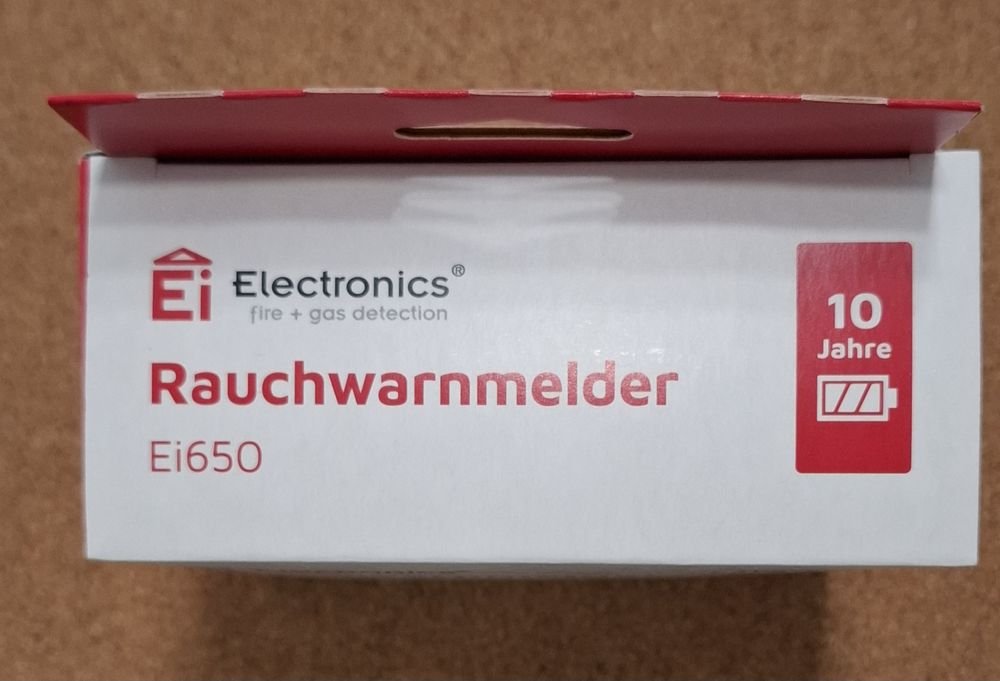 Ei Electronics®
fire + gas detection
Rauchwarnmelder
Ei650
10
Jahre